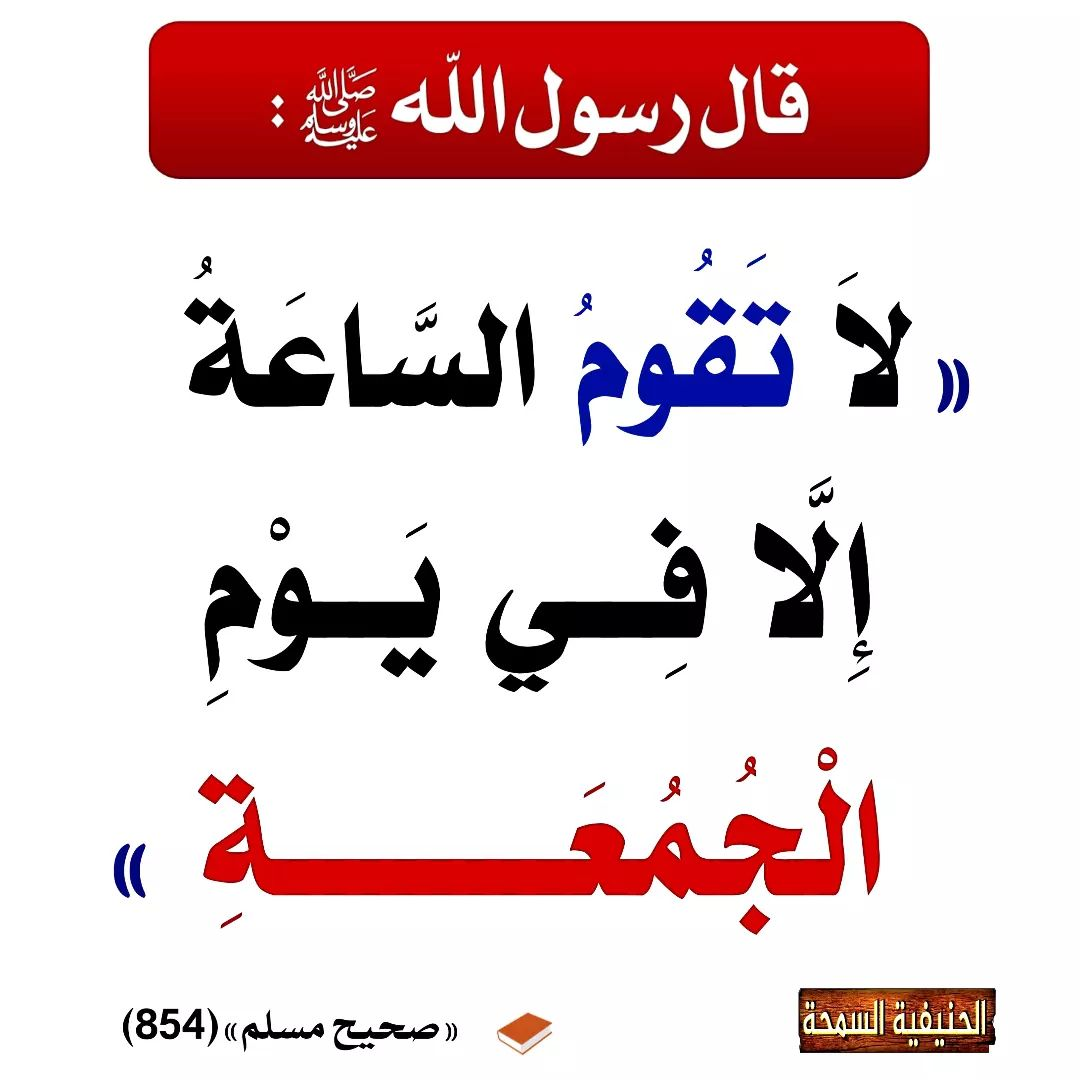 قال رسول الله ﷺ :
(( لاَ تَقُومُ السَّاعَةُ
إِلَّا فِي يَوْمِ
الْجُمُعَةِ ))
الحنيفية السمحة
(( صحيح مسلم )) (854)